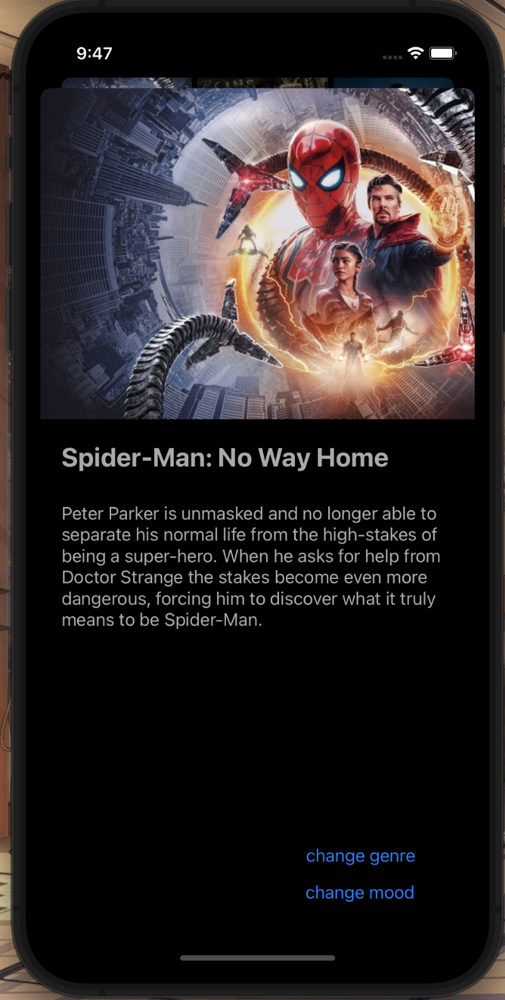 9:47
Spider-Man: No Way Home
Peter Parker is unmasked and no longer able to
separate his normal life from the high-stakes of
being a super-hero. When he asks for help from
Doctor Strange the stakes become even more
dangerous, forcing him to discover what it truly
means to be Spider-Man.
change genre
change mood